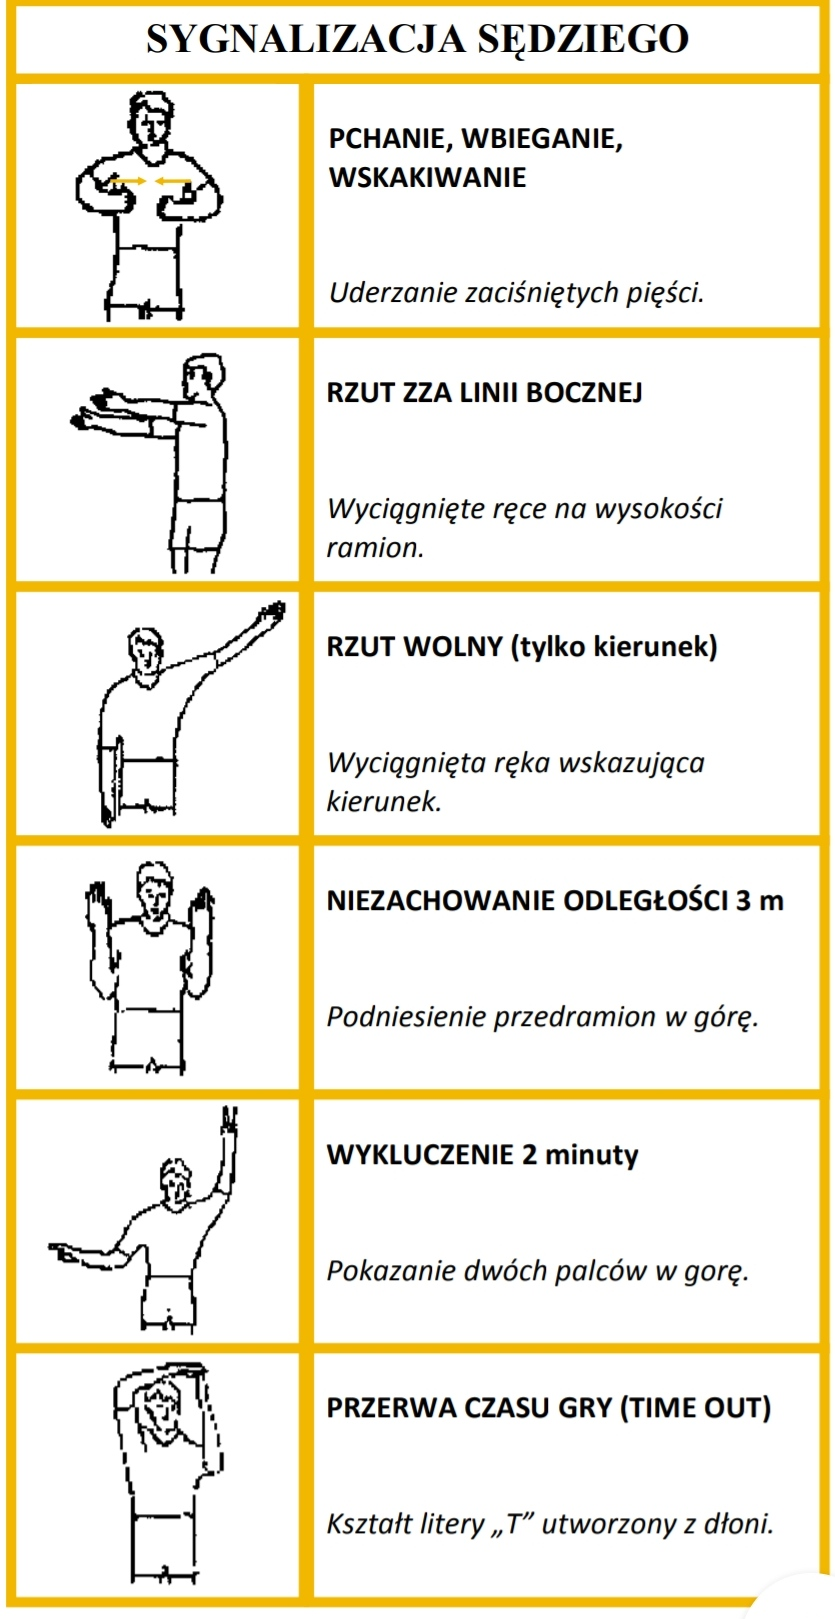 SYGNALIZACJA SĘDZIEGO
PCHANIE, WBIEGANIE,
WSKAKIWANIE
Uderzanie zaciśniętych pięści.
RZUT ZZA LINII BOCZNEJ
Wyciągnięte ręce na wysokości
ramion.
RZUT WOLNY (tylko kierunek)
Wyciągnięta ręka wskazująca
kierunek.
NIEZACHOWANIE ODLEGŁOŚCI 3 m
Podniesienie przedramion w górę.
WYKLUCZENIE 2 minuty
Pokazanie dwóch palców w gorę.
PRZERWA CZASU GRY (TIME OUT)
Kształt litery „T” utworzony z dłoni.